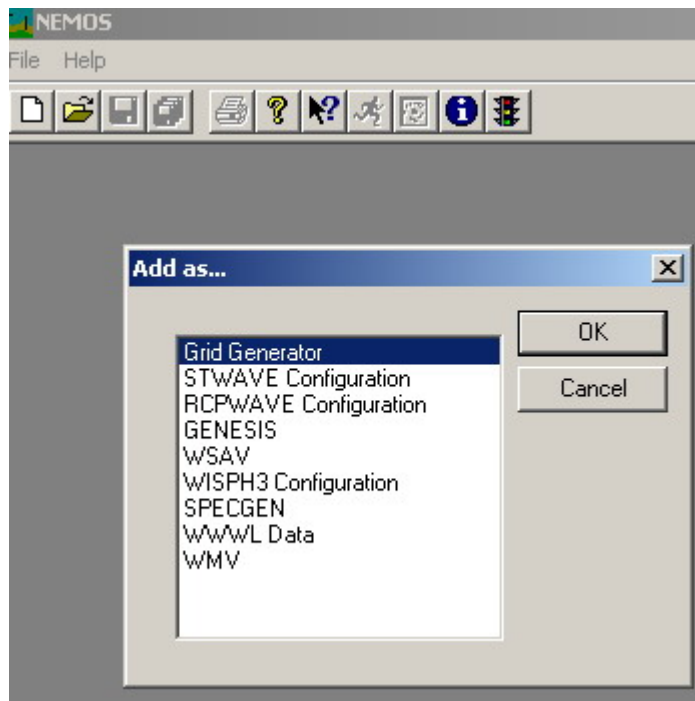 NEMOS
File Help
Add as...
Grid Generator
STWAVE Configuration
RCPWAVE Configuration
GENESIS
WSAV
WISPH3 Configuration
SPECGEN
WWWL Data
WMV
OK
Cancel